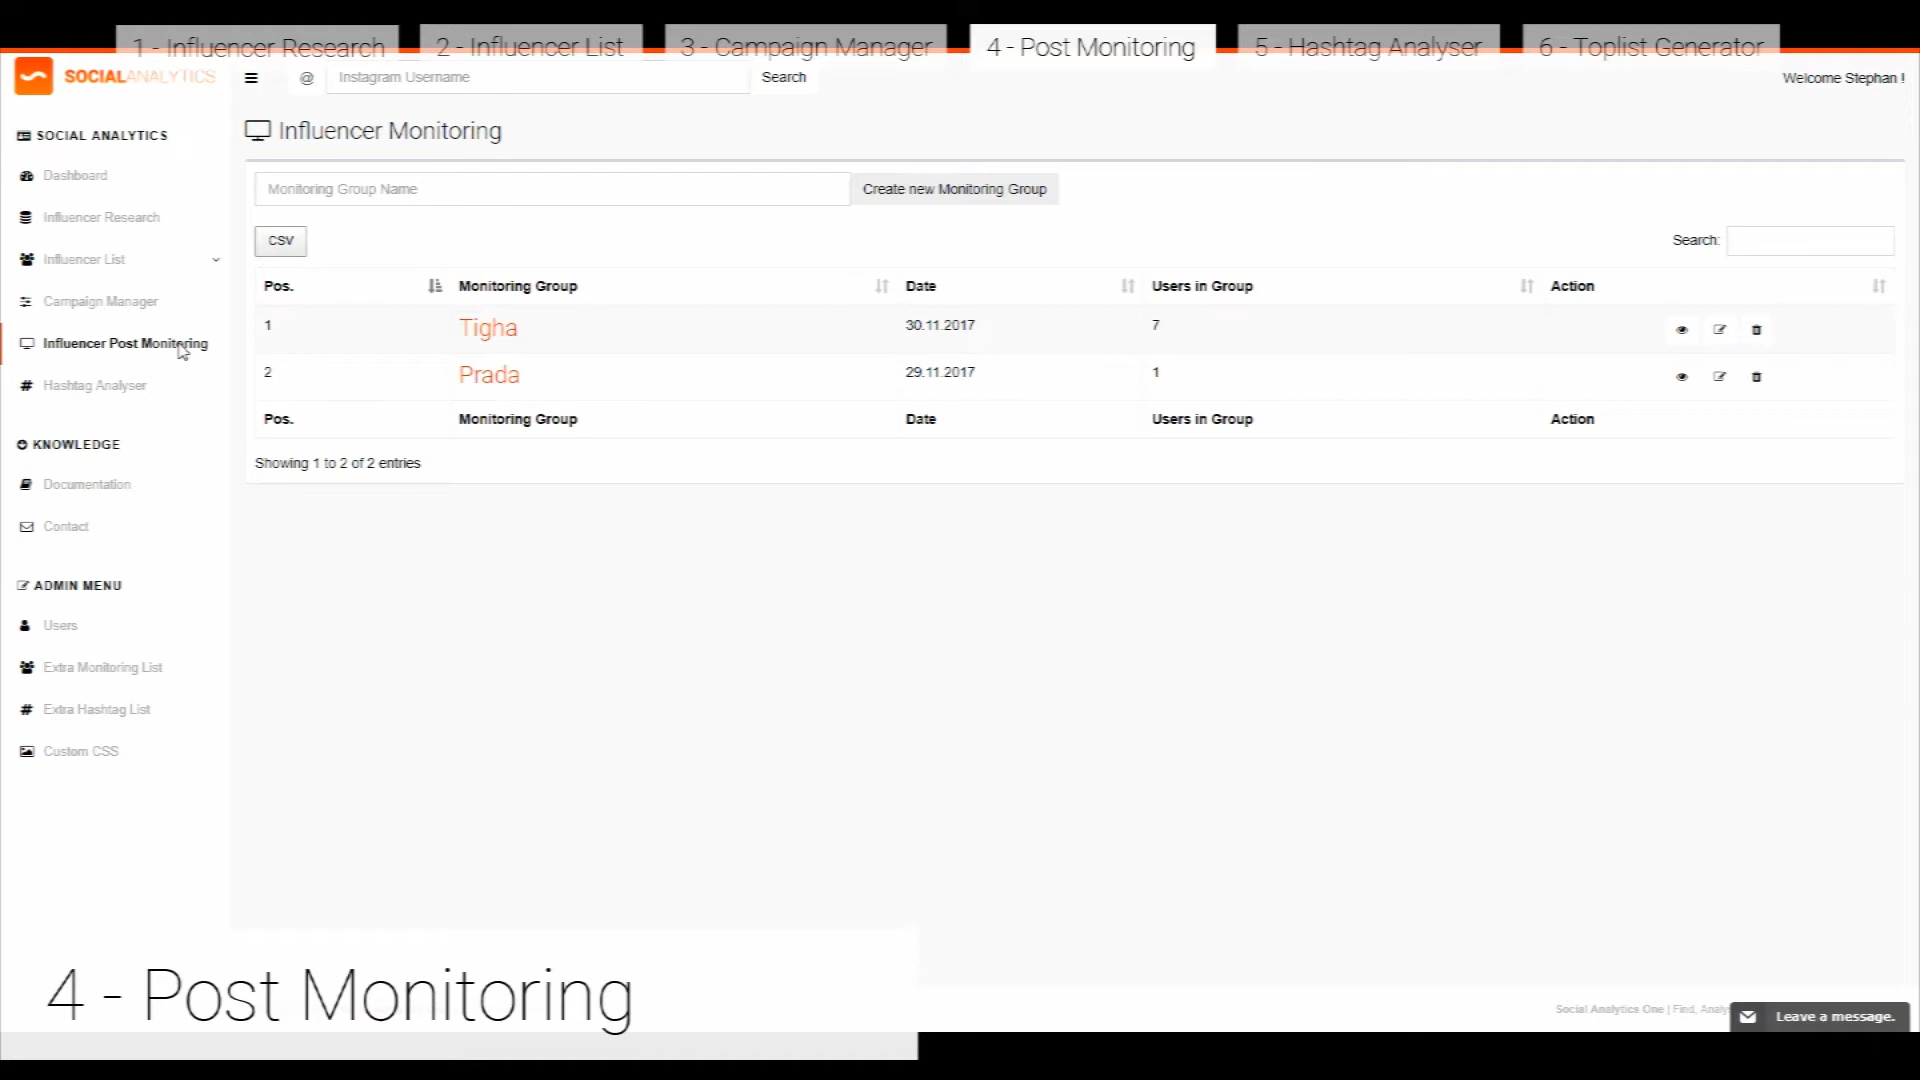 1 - Influencer Research
2 - Influencer List
3 - Campaign Manager
4 - Post Monitoring
5 - Hashtag Analyser
6 - Toplist Generator
SOCIALANALYTICS
@
Instagram Username
Search
Welcome Stephan !
SOCIAL ANALYTICS
Dashboard
Influencer Research
Influencer List
Campaign Manager
Influencer Post Monitoring
# Hashtag Analyser
KNOWLEDGE
Documentation
Contact
ADMIN MENU
Users
Extra Monitoring List
# Extra Hashtag List
Custom CSS
Influencer Monitoring
Monitoring Group Name
Create new Monitoring Group
CSV
Search:
Pos. Monitoring Group Date Users in Group Action
1 Tigha 30.11.2017 7
2 Prada 29.11.2017 1
Pos. Monitoring Group Date Users in Group Action
Showing 1 to 2 of 2 entries
4 - Post Monitoring
Social Analytics One | Find, Analy
Leave a message.